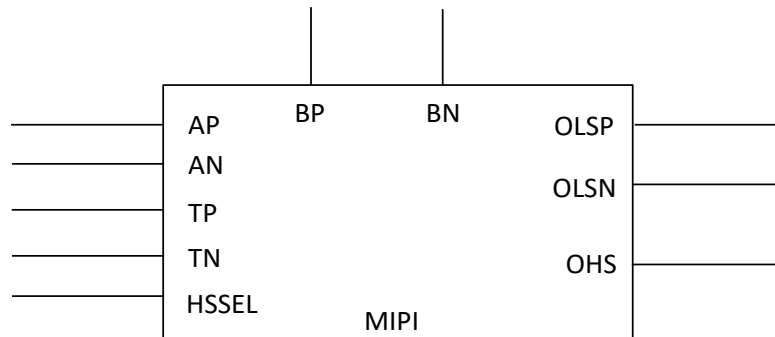 BP
BN
AP
AN
TP
TN
HSSEL
OLSP
OLSN
OHS
MIPI